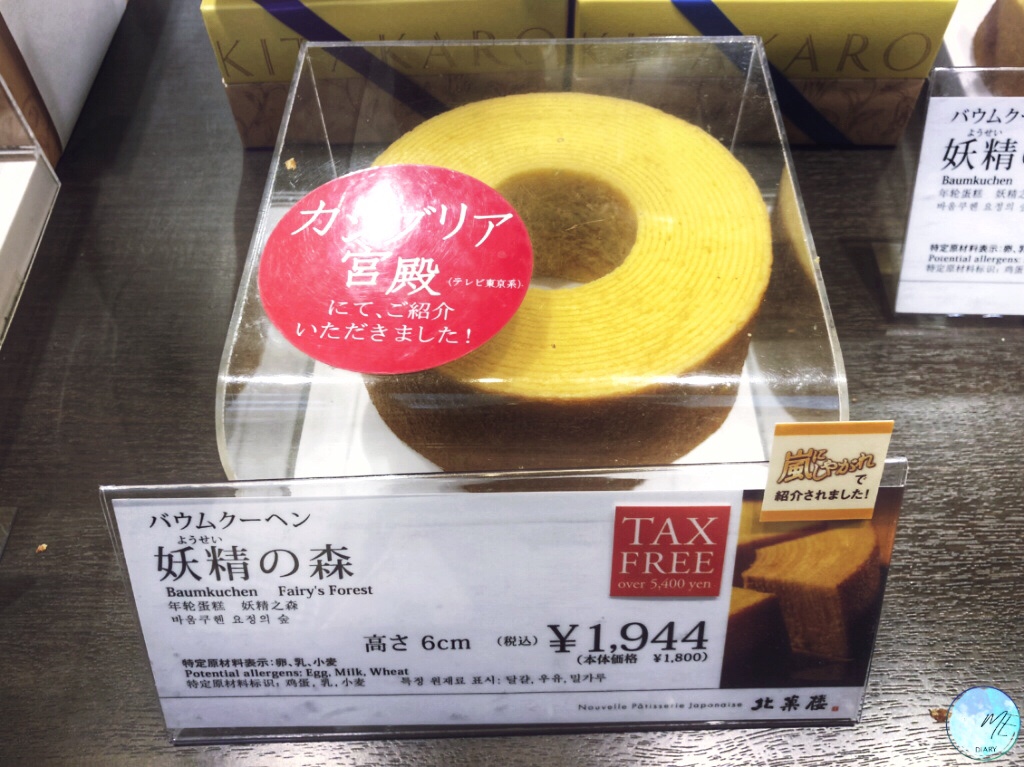 KITAKARO
KITAKARO
カンブリア
宮殿
(テレビ東京系)
にて、ご紹介
いただきました!
嵐にしやがれ
で
紹介されました!
バウムクーヘン
ようせい
妖精の森
Baumkuchen Fairy's Forest
年轮蛋糕 妖精之森
바움쿠헨 요정의 숲
TAX
FREE
over 5,400 yen
高さ 6cm (税込) ¥1,944
(本体価格 ¥1,800)
特定原材料表示:卵、乳、小麦
Potential allergens: Egg, Milk, Wheat
特定原材料标识:鸡蛋, 乳, 小麦 특정 원재료 표시: 달걀, 우유, 밀가루
Nouvelle Pâtisserie Japonaise 北菓楼
バウムクー
ようせい
妖精
Baumkuchen
年轮蛋糕 妖精之
바움쿠헨 요정의 숲
特定原材料表示:卵、乳
Potential allergens:
特定原材料标识:鸡蛋
ME
DIARY